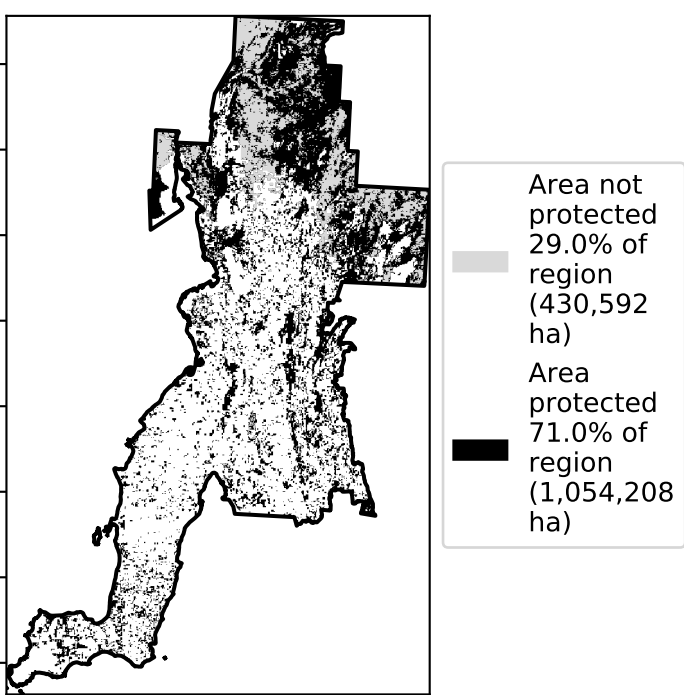 Area not
protected
29.0% of
region
(430,592
ha)
Area
protected
71.0% of
region
(1,054,208
ha)